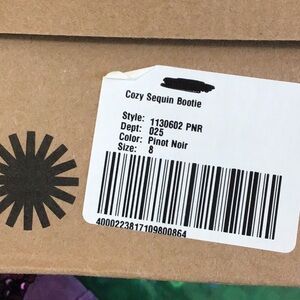 Cozy Sequin Bootie
Style: 1130602 PNR
Dept: 025
Color: Pinot Noir
Size: 8
4000223817109800864